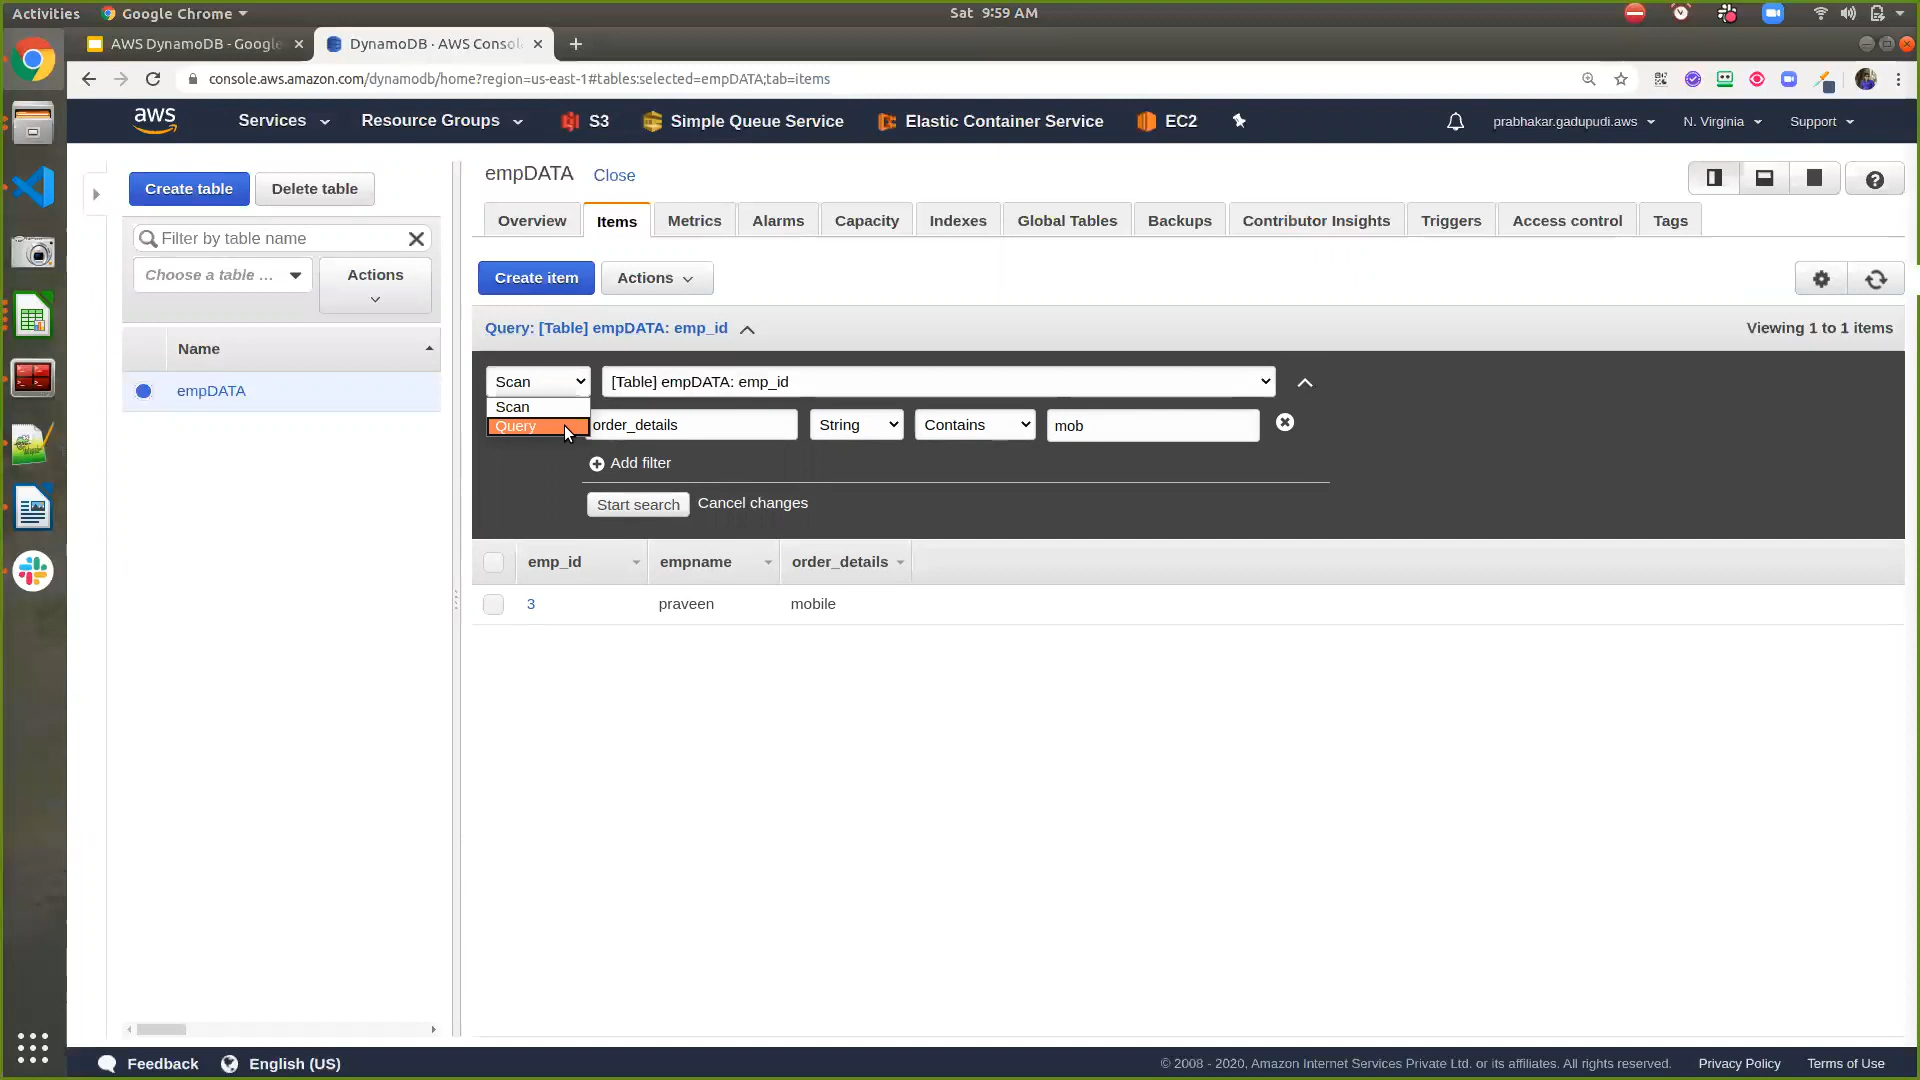 Activities
Google Chrome
Sat 9:59 AM
AWS DynamoDB - Google
DynamoDB · AWS Consol
console.aws.amazon.com/dynamodb/home?region=us-east-1#tables:selected=empDATA;tab=items
aws
Services
Resource Groups
S3
Simple Queue Service
Elastic Container Service
EC2
prabhakar.gadupudi.aws
N. Virginia
Support
Create table
Delete table
Filter by table name
Choose a table ...
Actions
Name
empDATA
empDATA
Close
Overview
Items
Metrics
Alarms
Capacity
Indexes
Global Tables
Backups
Contributor Insights
Triggers
Access control
Tags
Create item
Actions
Query: [Table] empDATA: emp_id
Viewing 1 to 1 items
Scan
[Table] empDATA: emp_id
Scan
Query
order_details
String
Contains
mob
Add filter
Start search
Cancel changes
emp_id
empname
order_details
3
praveen
mobile
Feedback
English (US)
© 2008 - 2020, Amazon Internet Services Private Ltd. or its affiliates. All rights reserved.
Privacy Policy
Terms of Use